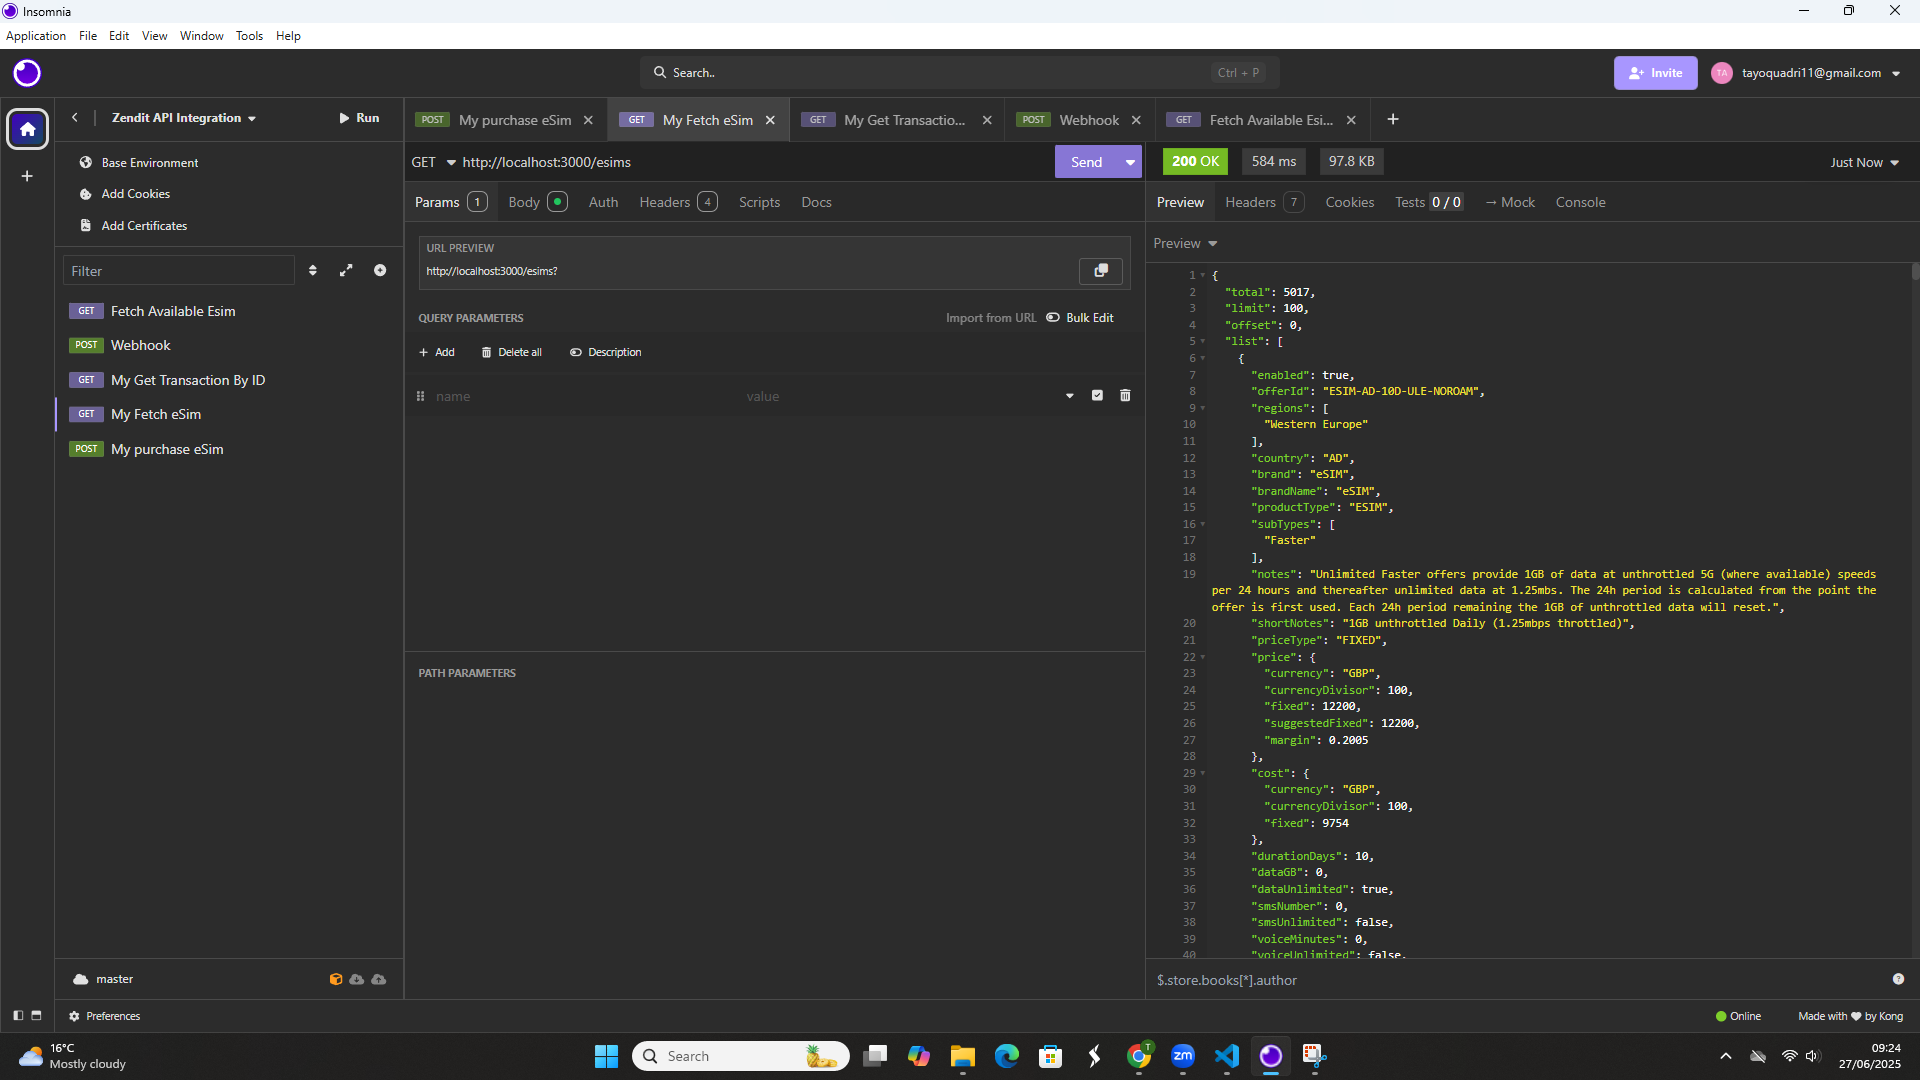 Insomnia
Application File Edit View Window Tools Help
Search..
Ctrl + P
Invite
TA
tayoquadri11@gmail.com
Zendit API Integration
Run
Base Environment
Add Cookies
Add Certificates
Filter
GET Fetch Available Esim
POST Webhook
GET My Get Transaction By ID
GET My Fetch eSim
POST My purchase eSim
master
Preferences
POST My purchase eSim
GET My Fetch eSim
GET My Get Transactio...
POST Webhook
GET Fetch Available Esi...
GET http://localhost:3000/esims
Send
Params 1 Body Auth Headers 4 Scripts Docs
URL PREVIEW
http://localhost:3000/esims?
QUERY PARAMETERS
Import from URL
Bulk Edit
Add
Delete all
Description
name
value
PATH PARAMETERS
200 OK
584 ms
97.8 KB
Just Now
Preview Headers 7 Cookies Tests 0 / 0 → Mock Console
Preview
1 {
2 "total": 5017,
3 "limit": 100,
4 "offset": 0,
5 "list": [
6 {
7 "enabled": true,
8 "offerId": "ESIM-AD-10D-ULE-NOROAM",
9 "regions": [
10 "Western Europe"
11 ],
12 "country": "AD",
13 "brand": "eSIM",
14 "brandName": "eSIM",
15 "productType": "ESIM",
16 "subTypes": [
17 "Faster"
18 ],
19 "notes": "Unlimited Faster offers provide 1GB of data at unthrottled 5G (where available) speeds
per 24 hours and thereafter unlimited data at 1.25mbs. The 24h period is calculated from the point the
offer is first used. Each 24h period remaining the 1GB of unthrottled data will reset.",
20 "shortNotes": "1GB unthrottled Daily (1.25mbps throttled)",
21 "priceType": "FIXED",
22 "price": {
23 "currency": "GBP",
24 "currencyDivisor": 100,
25 "fixed": 12200,
26 "suggestedFixed": 12200,
27 "margin": 0.2005
28 },
29 "cost": {
30 "currency": "GBP",
31 "currencyDivisor": 100,
32 "fixed": 9754
33 },
34 "durationDays": 10,
35 "dataGB": 0,
36 "dataUnlimited": true,
37 "smsNumber": 0,
38 "smsUnlimited": false,
39 "voiceMinutes": 0,
40 "voiceUnlimited": false,
$.store.books[*].author
Online
Made with ❤ by Kong
16°C
Mostly cloudy
Search
T
zm
09:24
27/06/2025